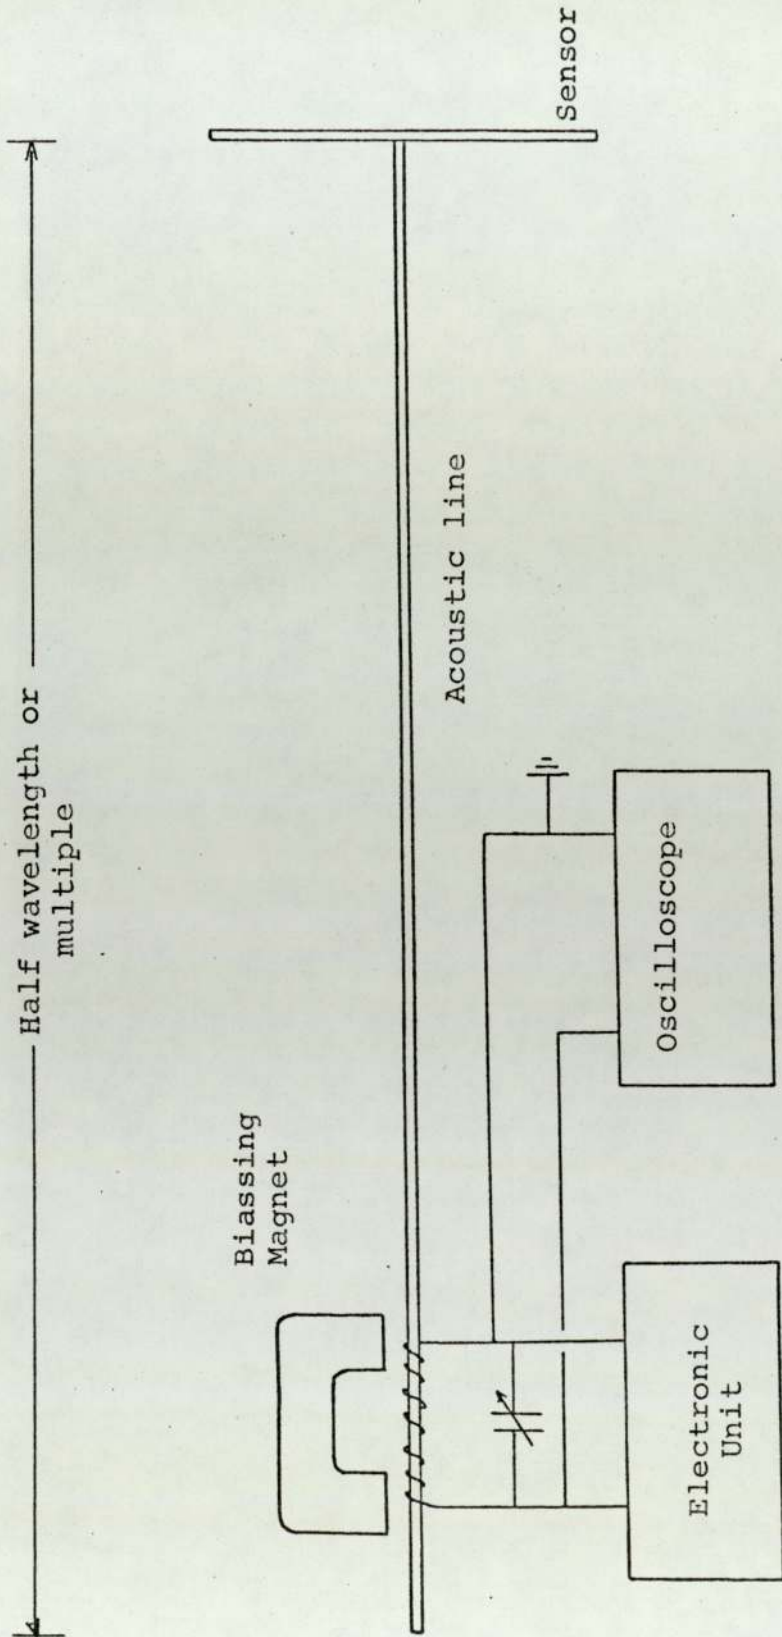 Half wavelength or
multiple
Biassing
Magnet
Acoustic line
Sensor
Electronic
Unit
Oscilloscope